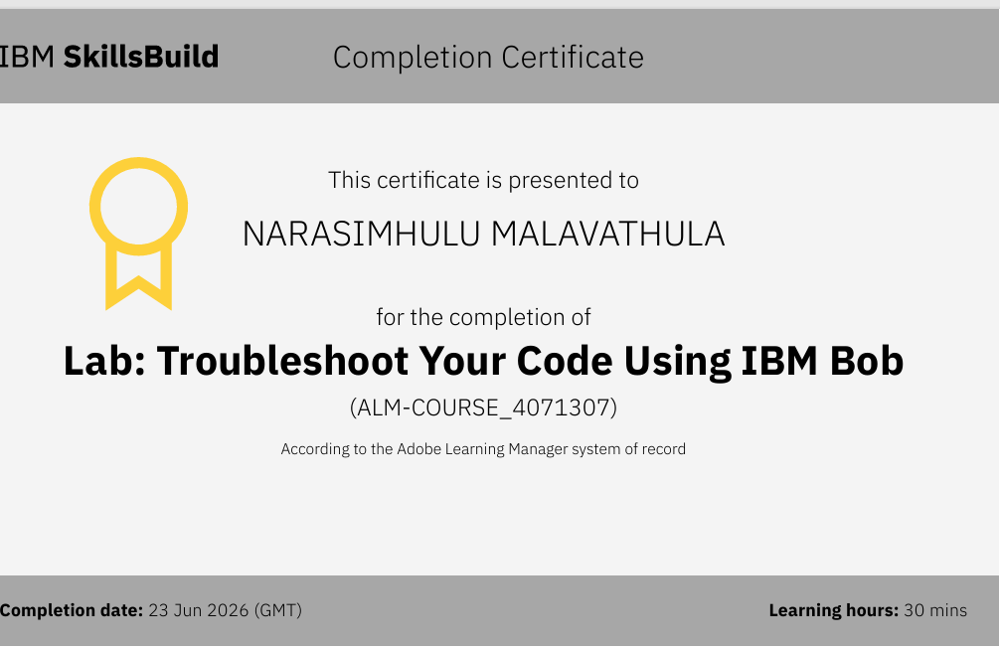 IBM SkillsBuild
Completion Certificate
This certificate is presented to
NARASIMHULU MALAVATHULA
for the completion of
Lab: Troubleshoot Your Code Using IBM Bob
(ALM-COURSE_4071307)
According to the Adobe Learning Manager system of record
Completion date: 23 Jun 2026 (GMT)
Learning hours: 30 mins